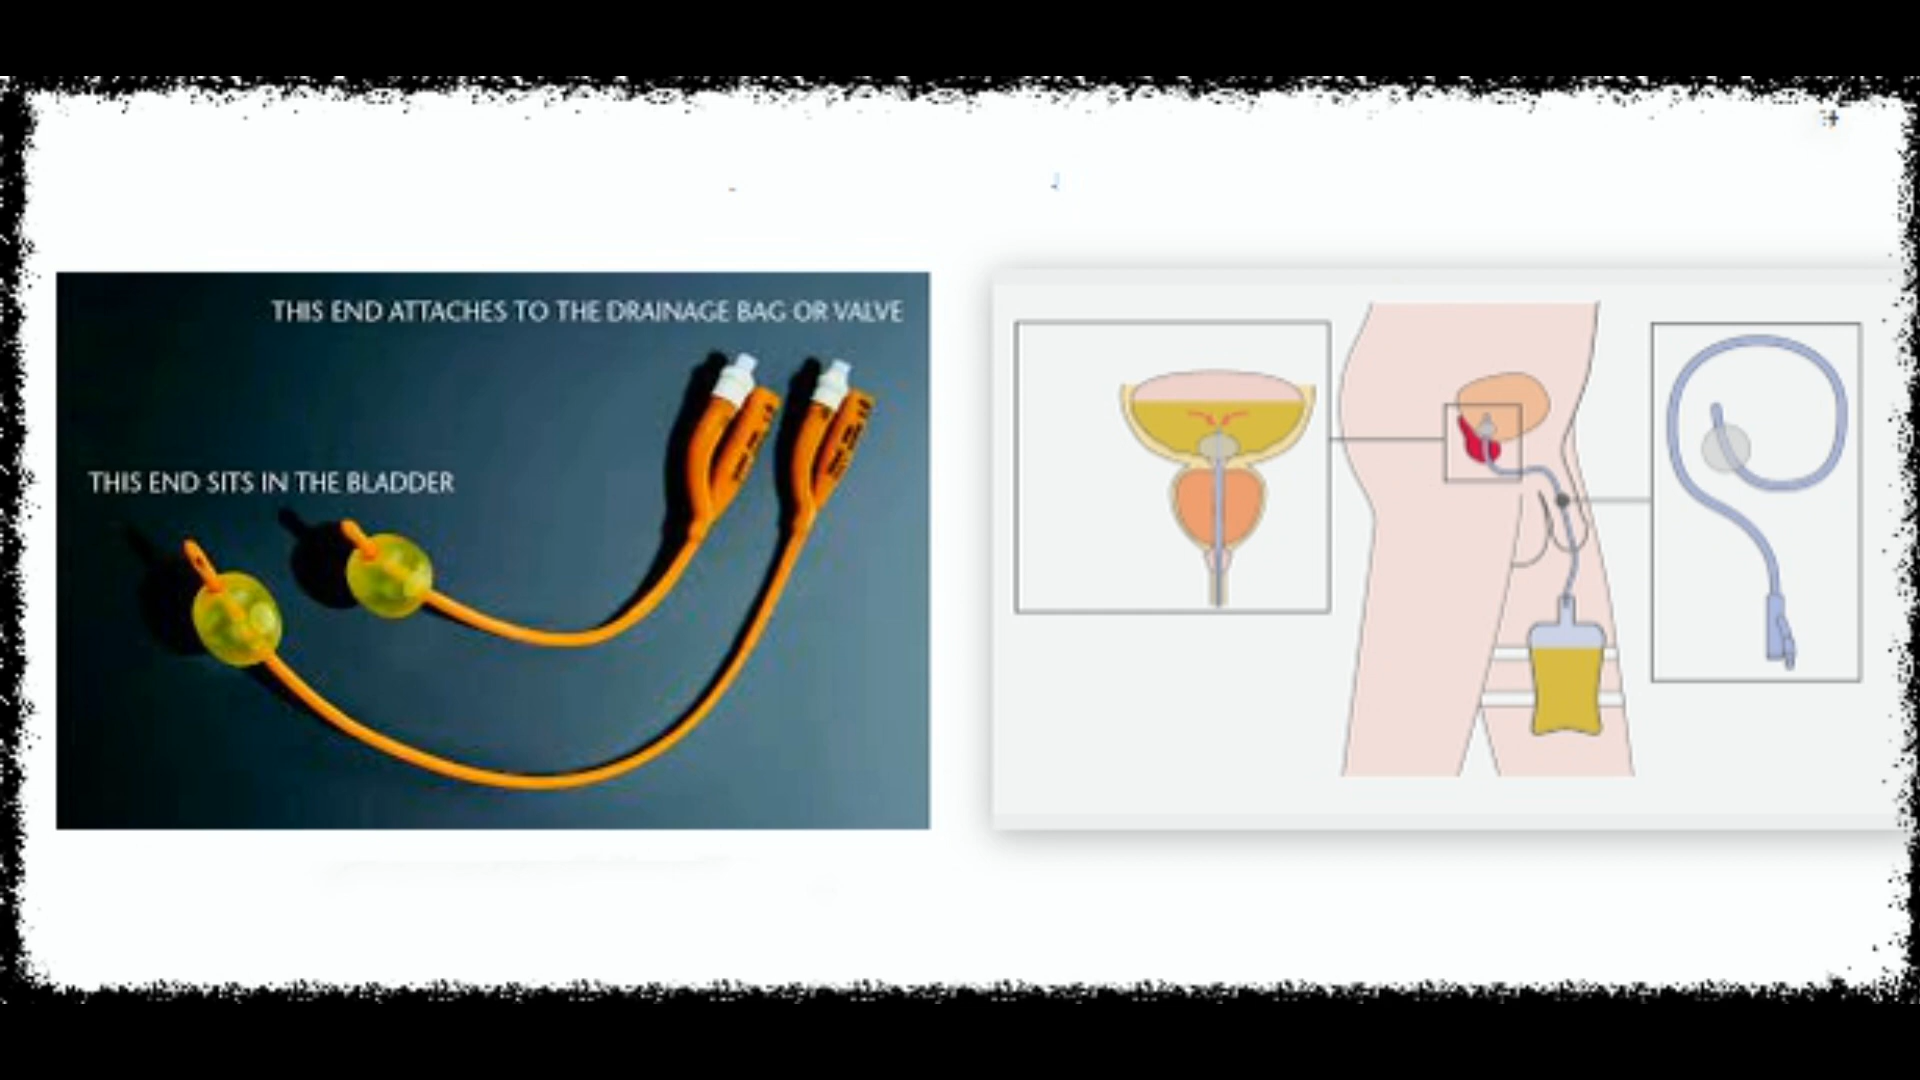 THIS END ATTACHES TO THE DRAINAGE BAG OR VALVE
THIS END SITS IN THE BLADDER